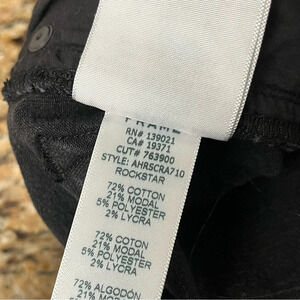 FRAME
RN# 139021
CA# 19371
CUT# 763900
STYLE: AHRSCRA710
ROCKSTAR
72% COTTON
21% MODAL
5% POLYESTER
2% LYCRA
72% COTON
21% MODAL
5% POLYESTER
2% LYCRA
72% ALGODÓN